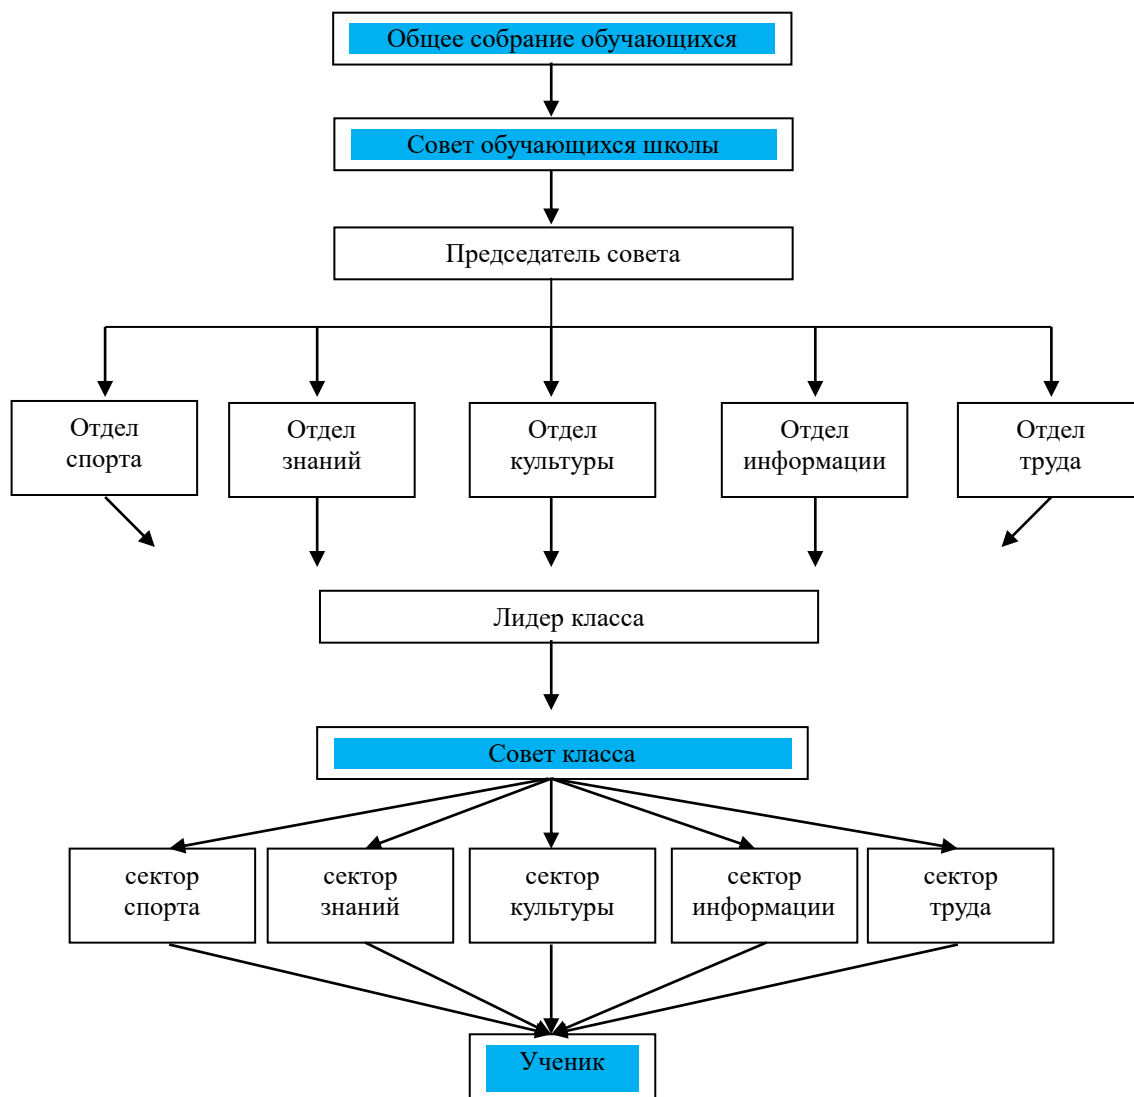 Общее собрание обучающихся
Совет обучающихся школы
Председатель совета
Отдел
спорта
Отдел
знаний
Отдел
культуры
Отдел
информации
Отдел
труда
Лидер класса
Совет класса
сектор
спорта
сектор
знаний
сектор
культуры
сектор
информации
сектор
труда
Ученик